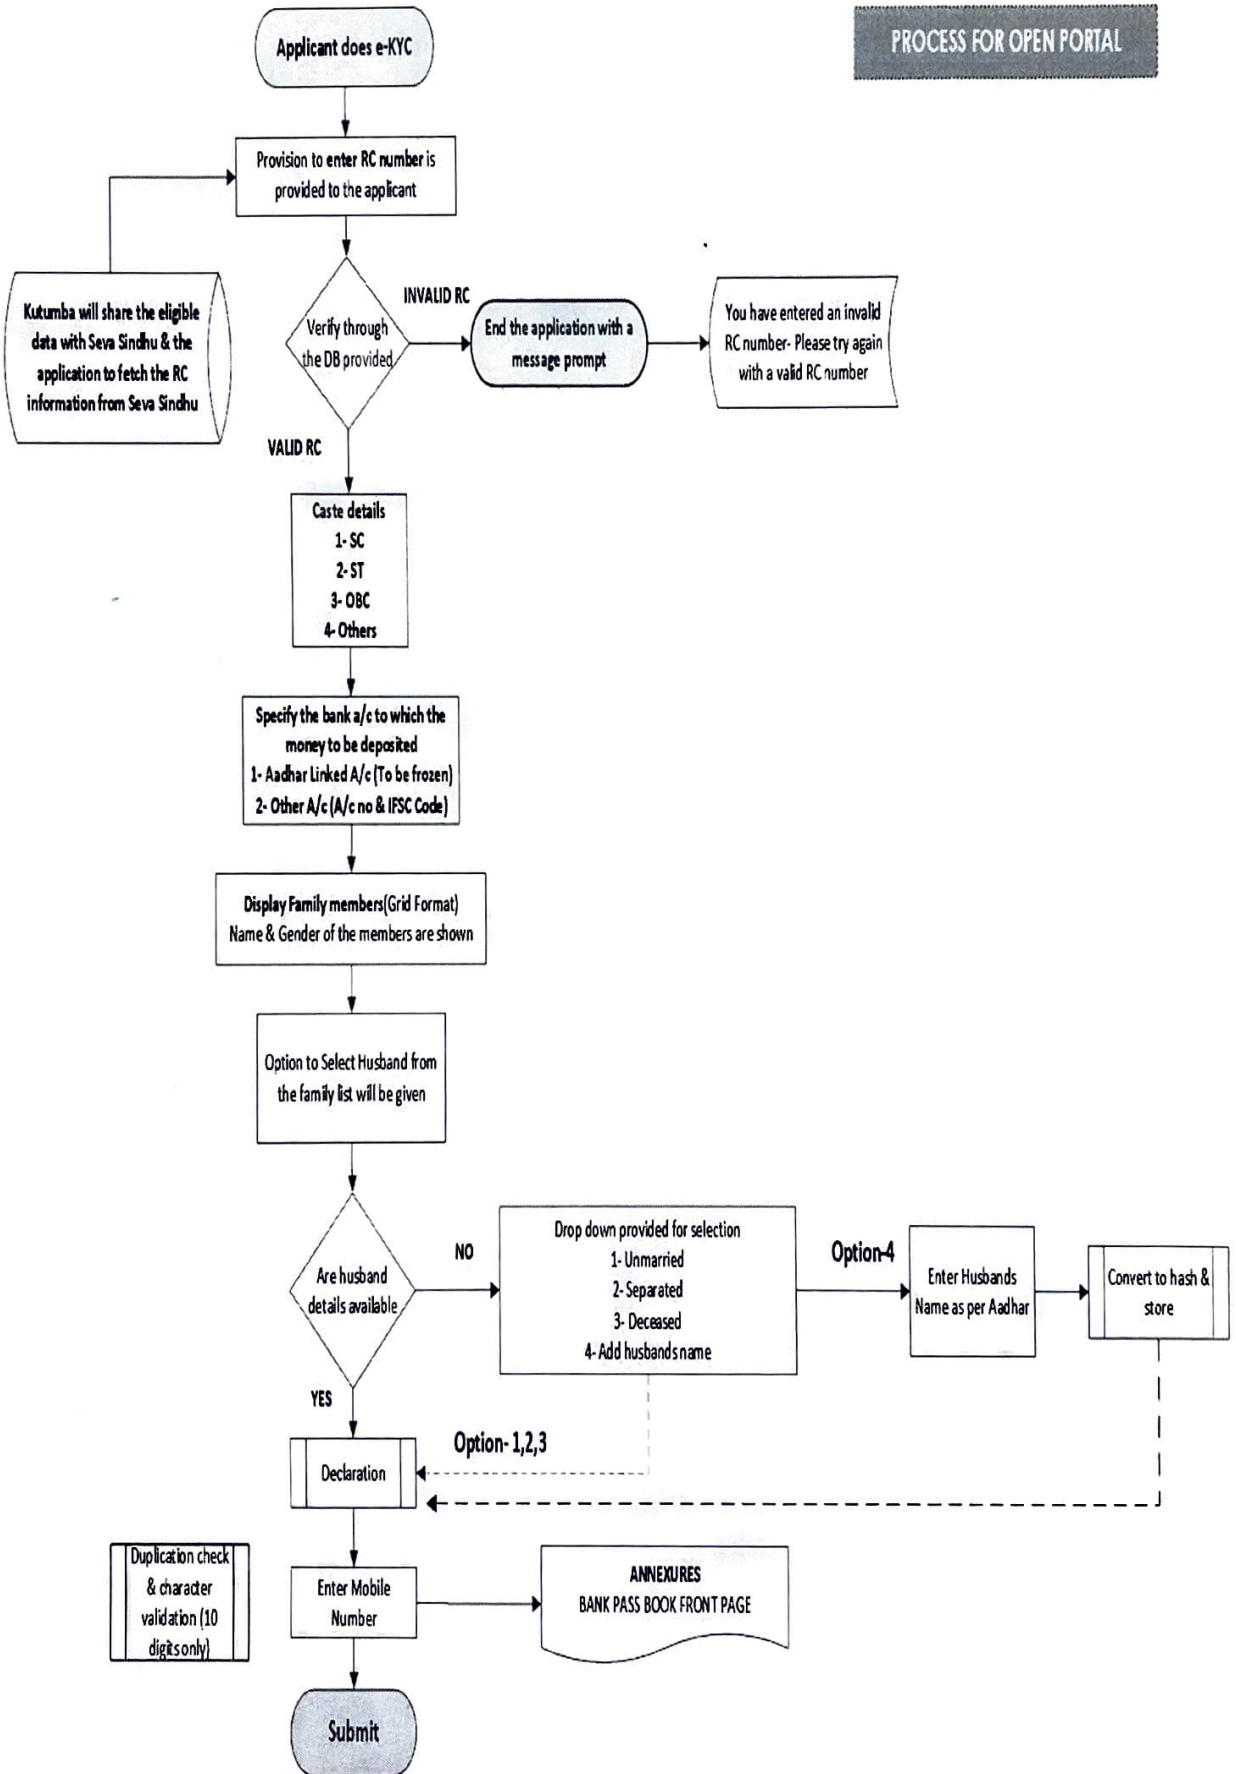 PROCESS FOR OPEN PORTAL
Applicant does e-KYC
Provision to enter RC number is
provided to the applicant
Kutumba will share the eligible
data with Seva Sindhu & the
application to fetch the RC
information from Seva Sindhu
Verify through
the DB provided
INVALID RC
End the application with a
message prompt
You have entered an invalid
RC number- Please try again
with a valid RC number
VALID RC
Caste details
1- SC
2- ST
3- OBC
4- Others
Specify the bank a/c to which the
money to be deposited
1- Aadhar Linked A/c (To be frozen)
2- Other A/c (A/c no & IFSC Code)
Display Family members(Grid Format)
Name & Gender of the members are shown
Option to Select Husband from
the family list will be given
Are husband
details available
NO
Drop down provided for selection
1- Unmarried
2- Separated
3- Deceased
4- Add husbands name
Option-4
Enter Husbands
Name as per Aadhar
Convert to hash &
store
YES
Option- 1,2,3
Declaration
Duplication check
& character
validation (10
digits only)
Enter Mobile
Number
ANNEXURES
BANK PASS BOOK FRONT PAGE
Submit